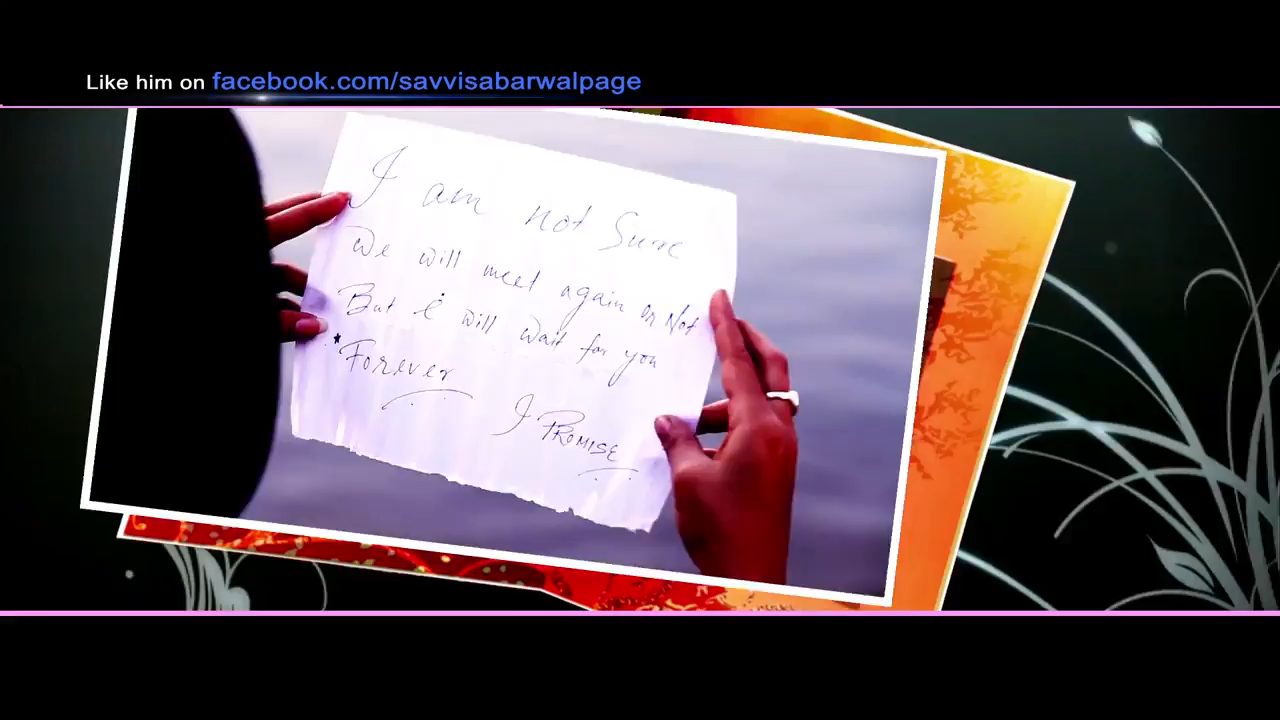 Like him on facebook.com/savvisabarwalpage
I am not Sure
We will meet again or Not
But i will wait for you
Forever
I PROMISE